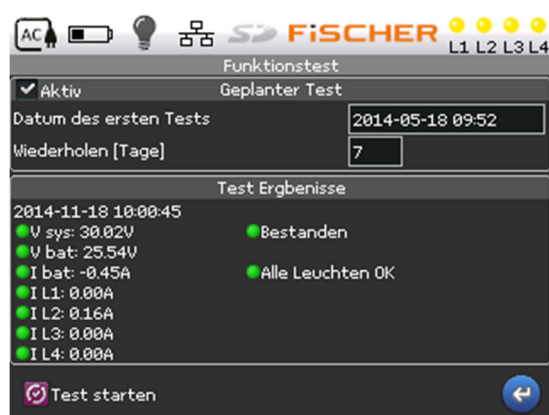 AC SD FiSCHER L1 L2 L3 L4
Funktionstest
Aktiv Geplanter Test
Datum des ersten Tests 2014-05-18 09:52
Wiederholen [Tage] 7
Test Ergbenisse
2014-11-18 10:00:45
V sys: 30.02V Bestanden
V bat: 25.54V
I bat: -0.45A Alle Leuchten OK
I L1: 0.00A
I L2: 0.16A
I L3: 0.00A
I L4: 0.00A
Test starten